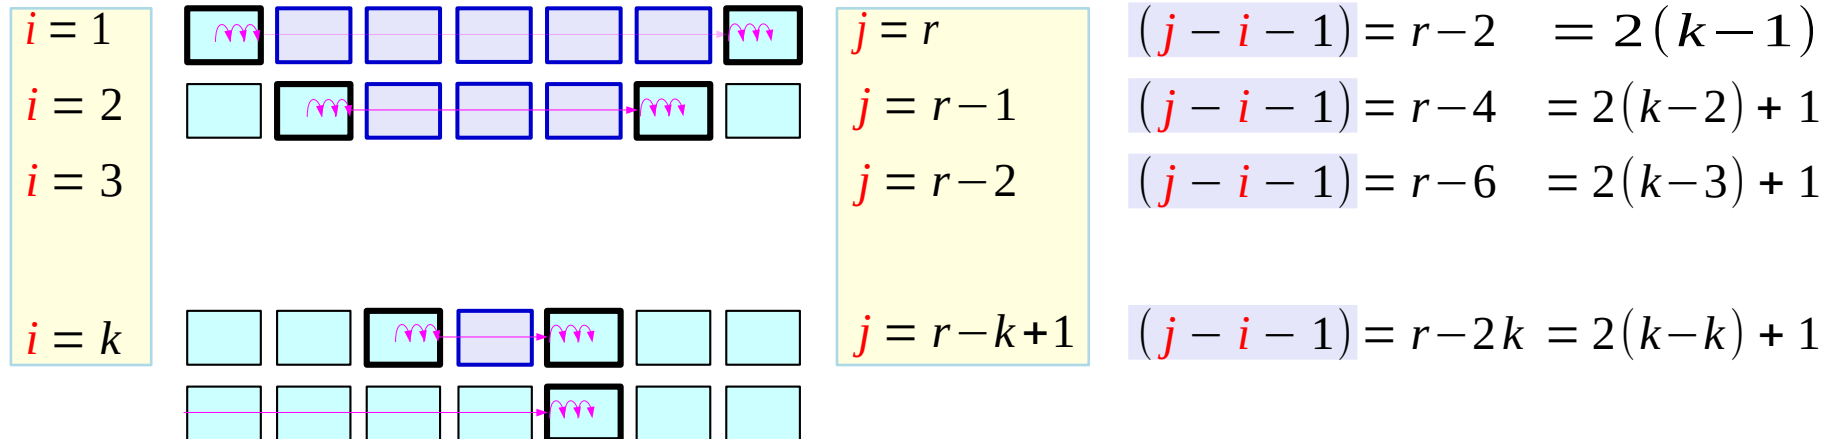 i = 1 j = r (j − i − 1) = r−2 = 2(k−1)
i = 2 j = r−1 (j − i − 1) = r−4 = 2(k−2) + 1
i = 3 j = r−2 (j − i − 1) = r−6 = 2(k−3) + 1
i = k j = r−k+1 (j − i − 1) = r−2k = 2(k−k) + 1